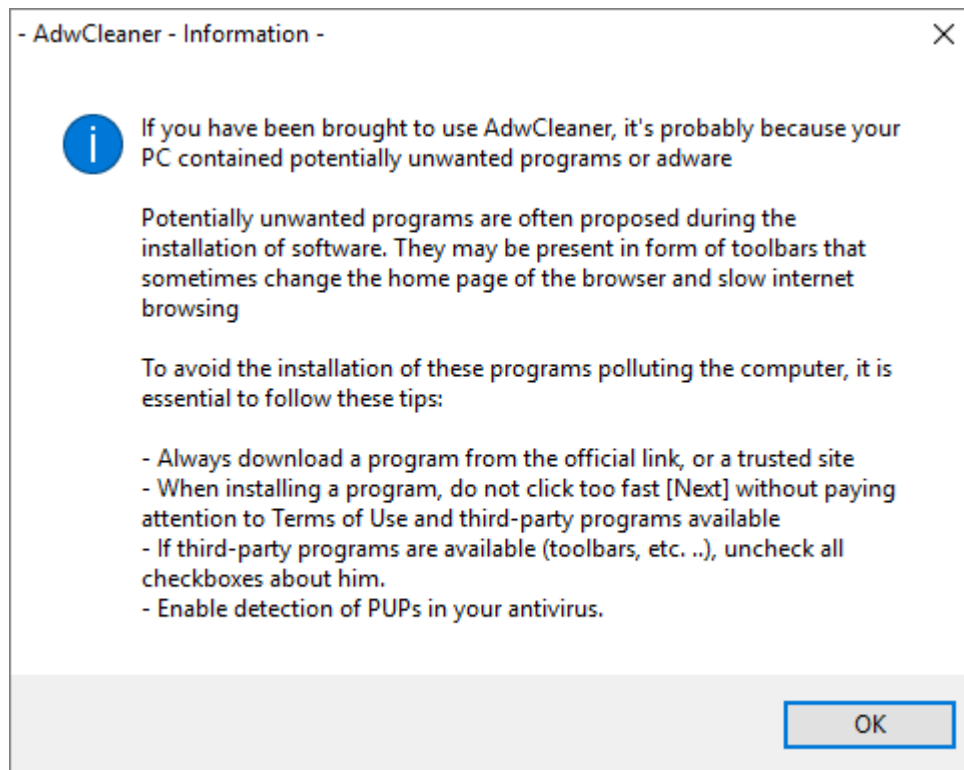 - AdwCleaner - Information -
If you have been brought to use AdwCleaner, it's probably because your
PC contained potentially unwanted programs or adware
Potentially unwanted programs are often proposed during the
installation of software. They may be present in form of toolbars that
sometimes change the home page of the browser and slow internet
browsing
To avoid the installation of these programs polluting the computer, it is
essential to follow these tips:
- Always download a program from the official link, or a trusted site
- When installing a program, do not click too fast [Next] without paying
attention to Terms of Use and third-party programs available
- If third-party programs are available (toolbars, etc. ..), uncheck all
checkboxes about him.
- Enable detection of PUPs in your antivirus.
OK